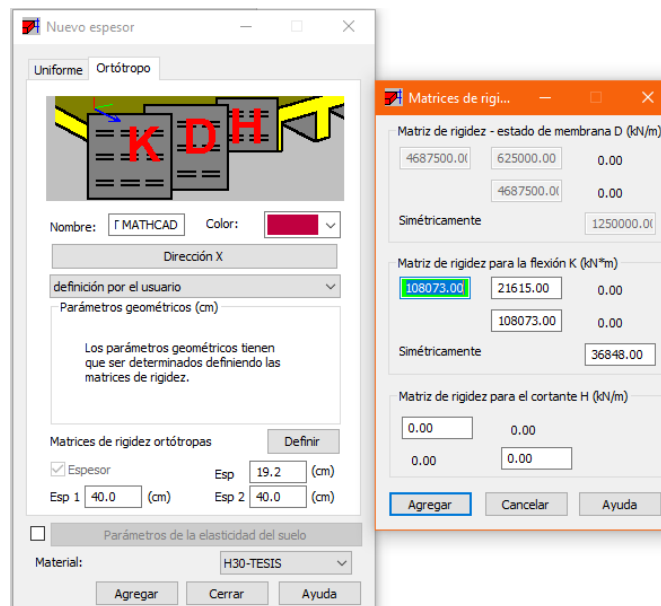 Nuevo espesor
Uniforme Ortótropo
K D H
Nombre: T MATHCAD Color:
Dirección X
definición por el usuario
Parámetros geométricos (cm)
Los parámetros geométricos tienen
que ser determinados definiendo las
matrices de rigidez.
Matrices de rigidez ortótropas Definir
Espesor Esp 19.2 (cm)
Esp 1 40.0 (cm) Esp 2 40.0 (cm)
Parámetros de la elasticidad del suelo
Material: H30-TESIS
Agregar Cerrar Ayuda
Matrices de rigi...
Matriz de rigidez - estado de membrana D (kN/m)
4687500.0( 625000.00 0.00
4687500.0( 0.00
Simétricamente 1250000.0(
Matriz de rigidez para la flexión K (kN*m)
108073.00 21615.00 0.00
108073.00 0.00
Simétricamente 36848.00
Matriz de rigidez para el cortante H (kN/m)
0.00 0.00
0.00 0.00
Agregar Cancelar Ayuda